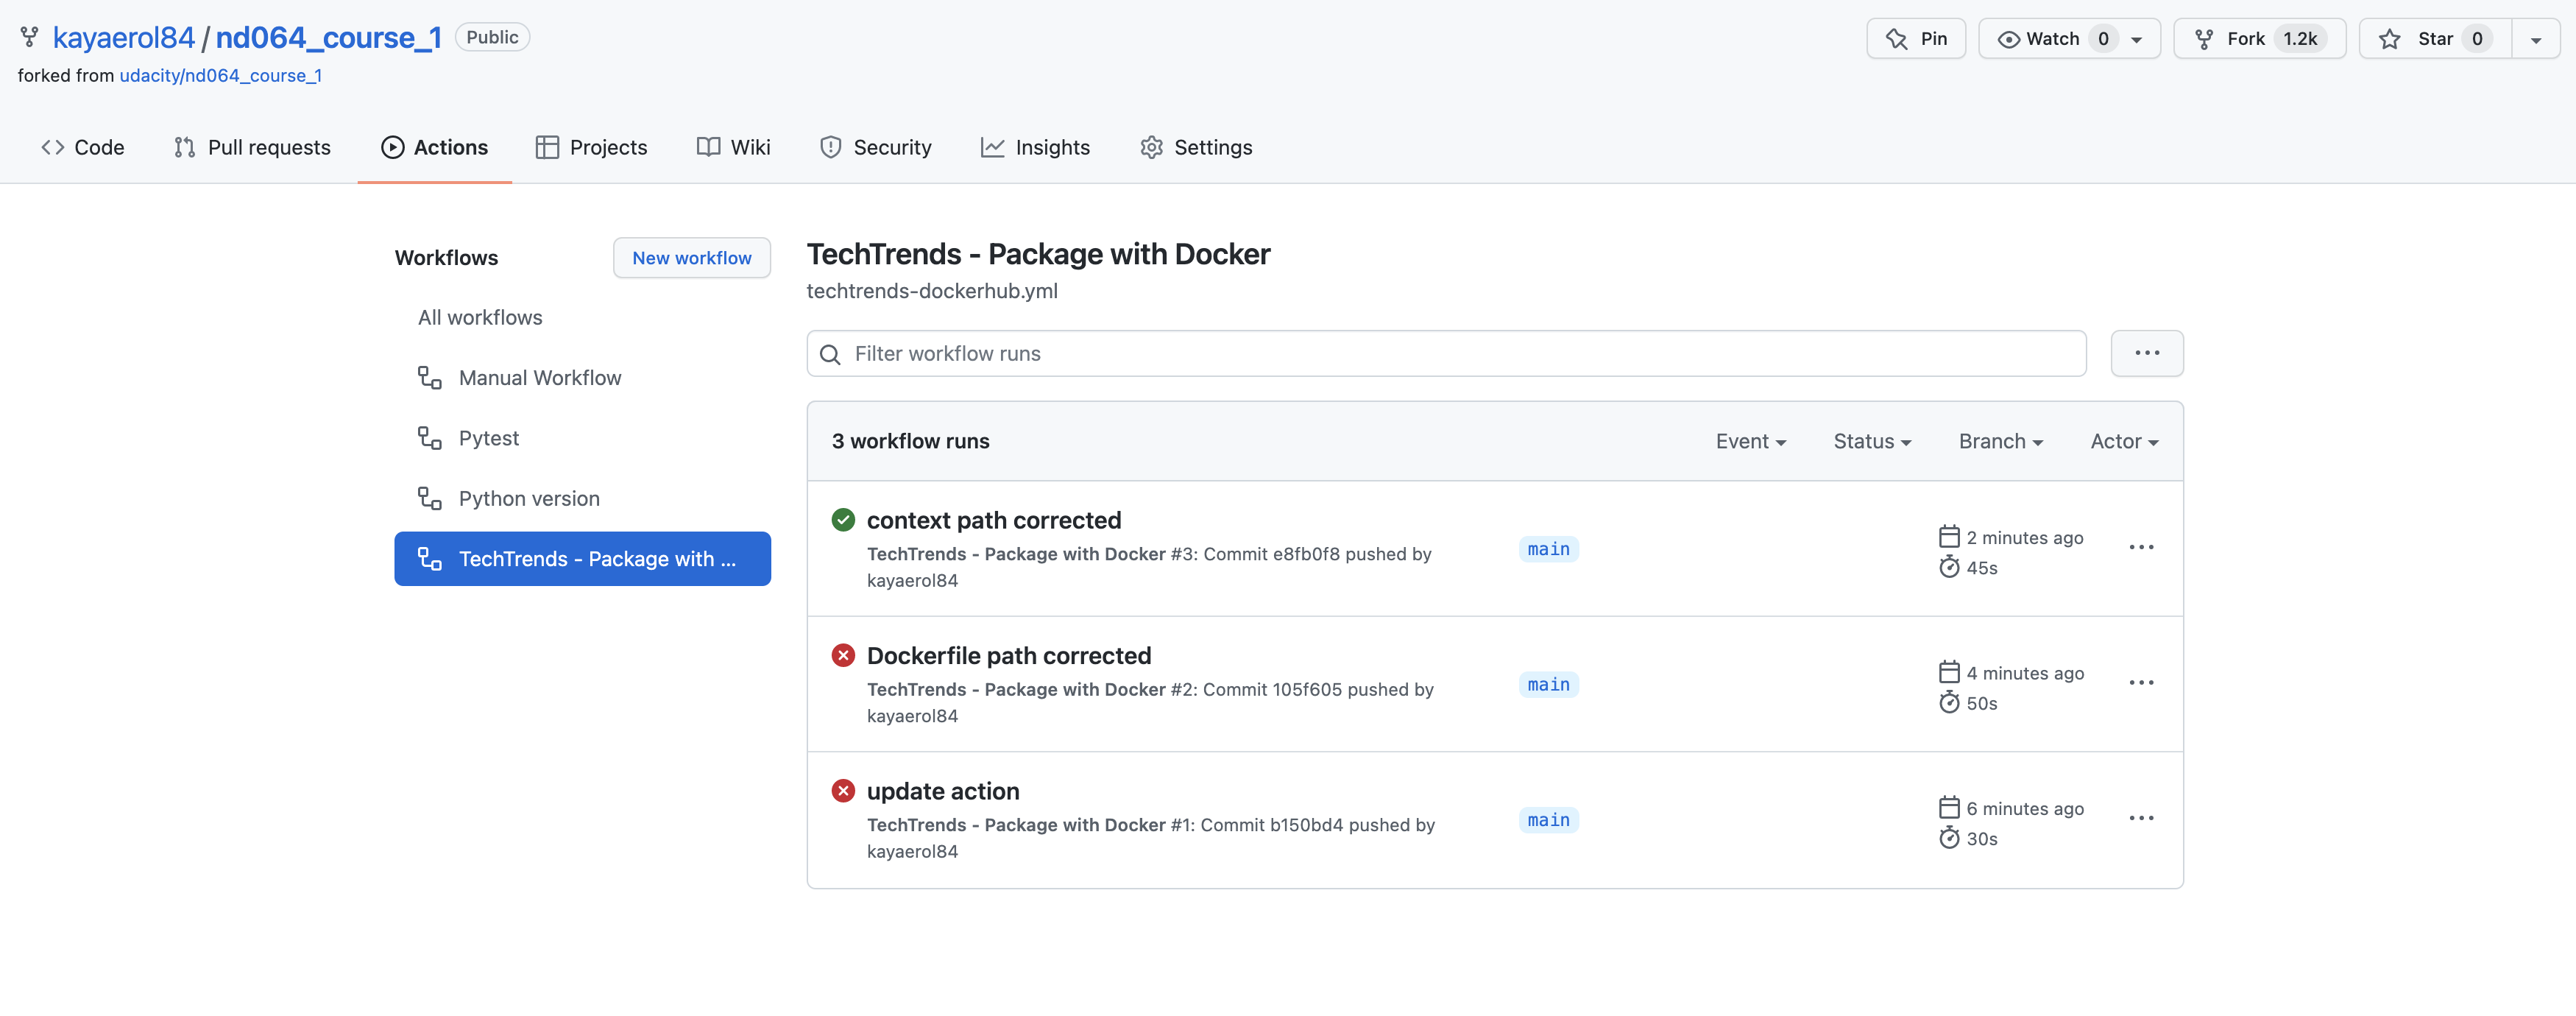 kayaerol84 / nd064_course_1 Public
Pin Watch 0 Fork 1.2k Star 0
forked from udacity/nd064_course_1
Code Pull requests Actions Projects Wiki Security Insights Settings
Workflows New workflow
All workflows
Manual Workflow
Pytest
Python version
TechTrends - Package with ...
TechTrends - Package with Docker
techtrends-dockerhub.yml
Filter workflow runs
3 workflow runs Event Status Branch Actor
context path corrected
TechTrends - Package with Docker #3: Commit e8fb0f8 pushed by
kayaerol84
main
2 minutes ago
45s
Dockerfile path corrected
TechTrends - Package with Docker #2: Commit 105f605 pushed by
kayaerol84
main
4 minutes ago
50s
update action
TechTrends - Package with Docker #1: Commit b150bd4 pushed by
kayaerol84
main
6 minutes ago
30s